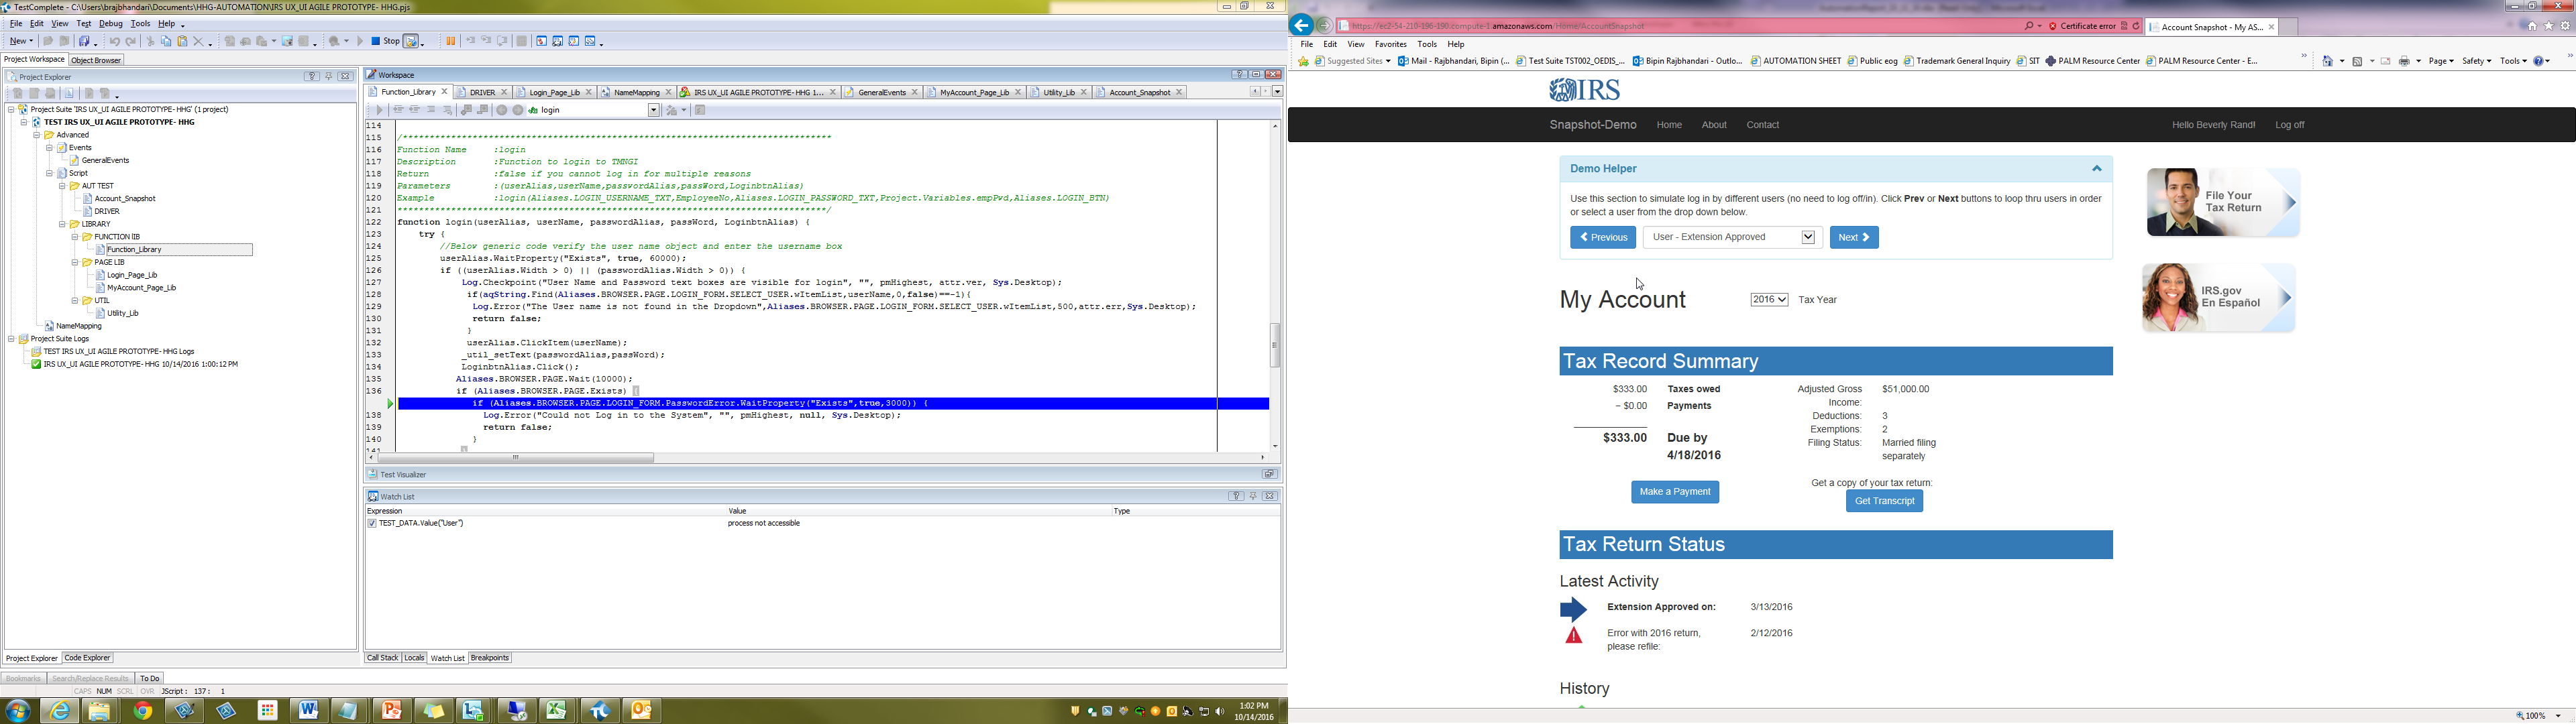 TestComplete - C:\Users\brajbhandari\Documents\HHG-AUTOMATION\IRS UX_UI AGILE PROTOTYPE- HHG.pjs
File Edit View Test Debug Tools Help
New Stop
Project Workspace Object Browser
Project Explorer
Project Suite 'IRS UX_UI AGILE PROTOTYPE-HHG' (1 project)
TEST IRS UX_UI AGILE PROTOTYPE- HHG
Advanced
Events
GeneralEvents
Script
AUT TEST
Account_Snapshot
DRIVER
LIBRARY
FUNCTION lIB
Function_Library
PAGE LIB
Login_Page_Lib
MyAccount_Page_Lib
UTIL
Utility_Lib
NameMapping
Project Suite Logs
TEST IRS UX_UI AGILE PROTOTYPE- HHG Logs
IRS UX_UI AGILE PROTOTYPE- HHG 10/14/2016 1:00:12 PM
Project Explorer Code Explorer
Bookmarks Search/Replace Results To Do
CAPS NUM SCRL OVR JScript : 137 : 1
Workspace
Function_Library DRIVER Login_Page_Lib NameMapping IRS UX_UI AGILE PROTOTYPE- HHG 1... GeneralEvents MyAccount_Page_Lib Utility_Lib Account_Snapshot
login
114
115 /******************************************************************************
116 Function Name :login
117 Description :Function to login to TMNGI
118 Return :false if you cannot log in for multiple reasons
119 Parameters :(userAlias,userName,passwordAlias,passWord,LoginbtnAlias)
120 Example :login(Aliases.LOGIN_USERNAME_TXT,EmployeeNo,Aliases.LOGIN_PASSWORD_TXT,Project.Variables.empPwd,Aliases.LOGIN_BTN)
121 ******************************************************************************/
122 function login(userAlias, userName, passwordAlias, passWord, LoginbtnAlias) {
123 try {
124 //Below generic code verify the user name object and enter the username box
125 userAlias.WaitProperty("Exists", true, 60000);
126 if ((userAlias.Width > 0) || (passwordAlias.Width > 0)) {
127 Log.Checkpoint("User Name and Password text boxes are visible for login", "", pmHighest, attr.ver, Sys.Desktop);
128 if(aqString.Find(Aliases.BROWSER.PAGE.LOGIN_FORM.SELECT_USER.wItemList,userName,0,false)==-1){
129 Log.Error("The User name is not found in the Dropdown",Aliases.BROWSER.PAGE.LOGIN_FORM.SELECT_USER.wItemList,500,attr.err,Sys.Desktop);
130 return false;
131 }
132 userAlias.ClickItem(userName);
133 _util_setText(passwordAlias,passWord);
134 LoginbtnAlias.Click();
135 Aliases.BROWSER.PAGE.Wait(10000);
136 if (Aliases.BROWSER.PAGE.Exists) {
if (Aliases.BROWSER.PAGE.LOGIN_FORM.PasswordError.WaitProperty("Exists",true,3000)) {
138 Log.Error("Could not Log in to the System", "", pmHighest, null, Sys.Desktop);
139 return false;
140 }
141 }
Test Visualizer
Watch List
Expression Value Type
TEST_DATA.Value("User") process not accessible
Call Stack Locals Watch List Breakpoints
1:02 PM
10/14/2016
https://ec2-54-210-196-190.compute-1.amazonaws.com/Home/AccountSnapshot Certificate error Account Snapshot - My AS...
File Edit View Favorites Tools Help
Suggested Sites Mail - Rajbhandari, Bipin (... Test Suite TST002_OEDIS_... Bipin Rajbhandari - Outlo... AUTOMATION SHEET Public eog Trademark General Inquiry SIT PALM Resource Center PALM Resource Center - E... Page Safety Tools
IRS
Snapshot-Demo Home About Contact Hello Beverly Rand! Log off
Demo Helper
Use this section to simulate log in by different users (no need to log off/in). Click Prev or Next buttons to loop thru users in order
or select a user from the drop down below.
Previous User - Extension Approved Next
My Account 2016 Tax Year
Tax Record Summary
$333.00 Taxes owed
− $0.00 Payments
$333.00 Due by
4/18/2016
Make a Payment
Adjusted Gross $51,000.00
Income:
Deductions: 3
Exemptions: 2
Filing Status: Married filing
separately
Get a copy of your tax return:
Get Transcript
Tax Return Status
Latest Activity
Extension Approved on: 3/13/2016
Error with 2016 return, 2/12/2016
please refile:
History
File Your
Tax Return
IRS.gov
En Español
100%